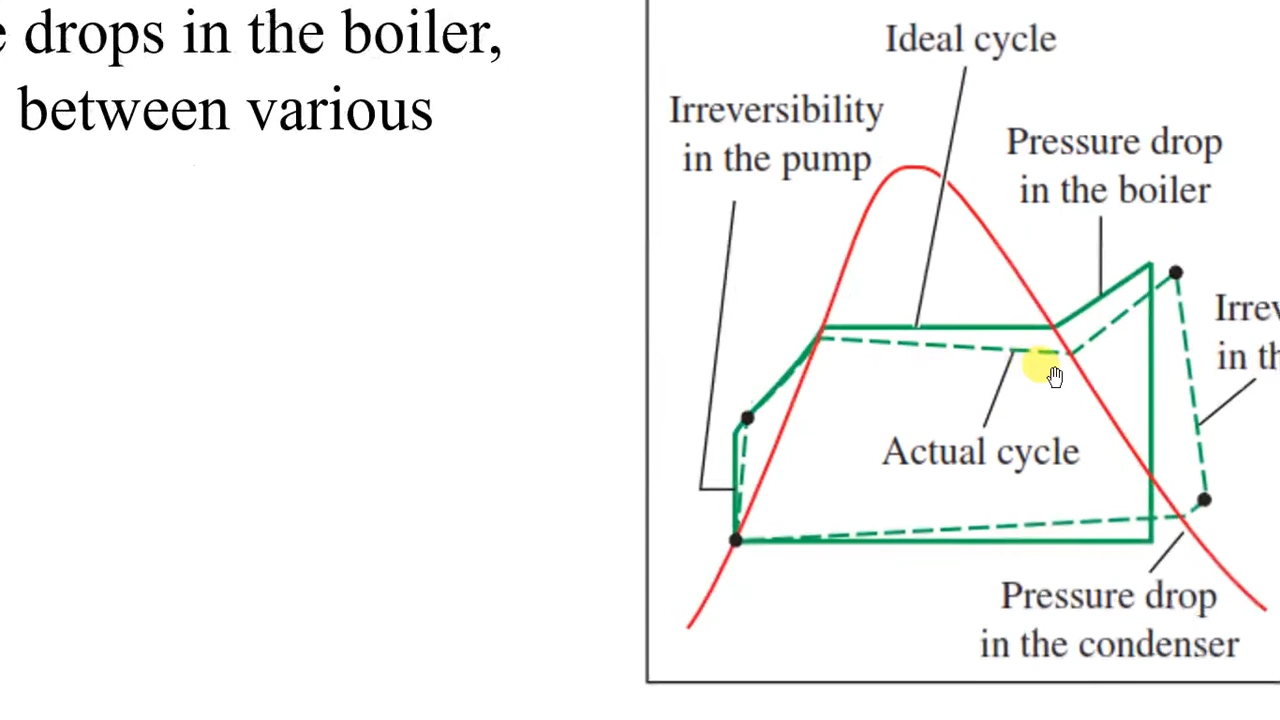 drops in the boiler,
between various
Ideal cycle
Irreversibility
in the pump
Pressure drop
in the boiler
Actual cycle
Pressure drop
in the condenser